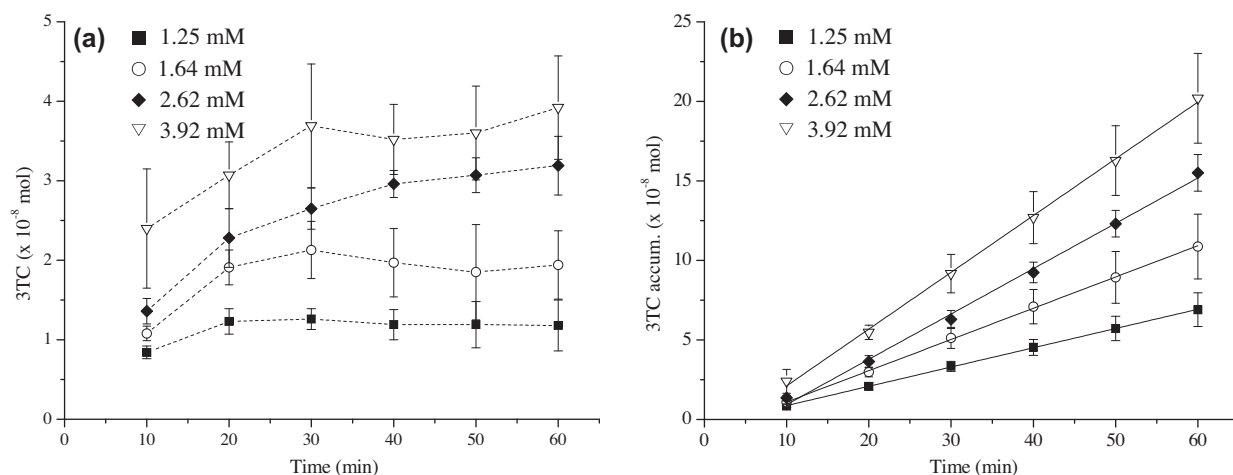 (a)
1.25 mM
1.64 mM
2.62 mM
3.92 mM
5
4
3
2
1
0
3TC (x 10⁻⁸ mol)
0 10 20 30 40 50 60
Time (min)
(b)
1.25 mM
1.64 mM
2.62 mM
3.92 mM
25
20
15
10
5
0
3TC accum. (x 10⁻⁸ mol)
0 10 20 30 40 50 60
Time (min)